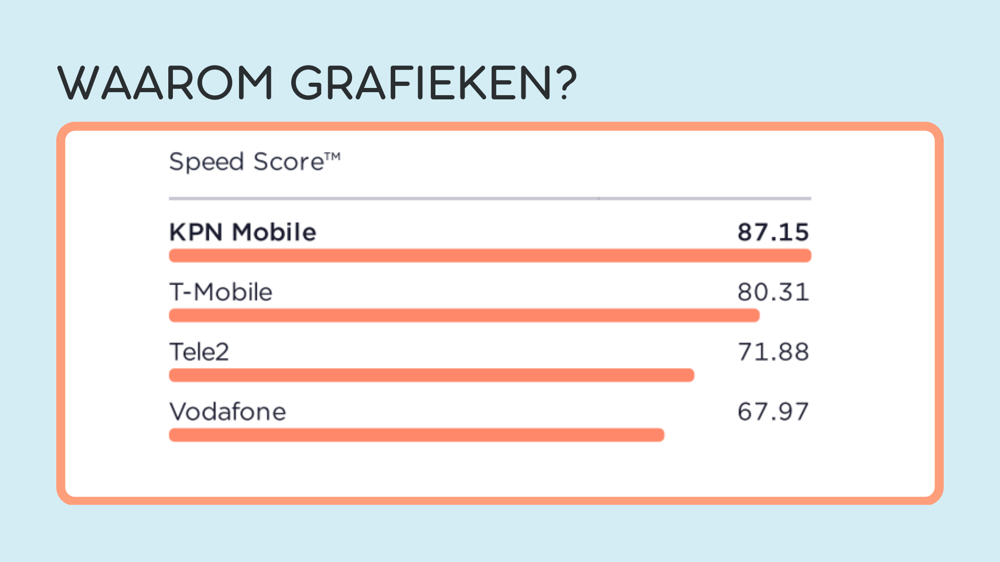 WAAROM GRAFIEKEN?
Speed Score™
KPN Mobile 87.15
T-Mobile 80.31
Tele2 71.88
Vodafone 67.97